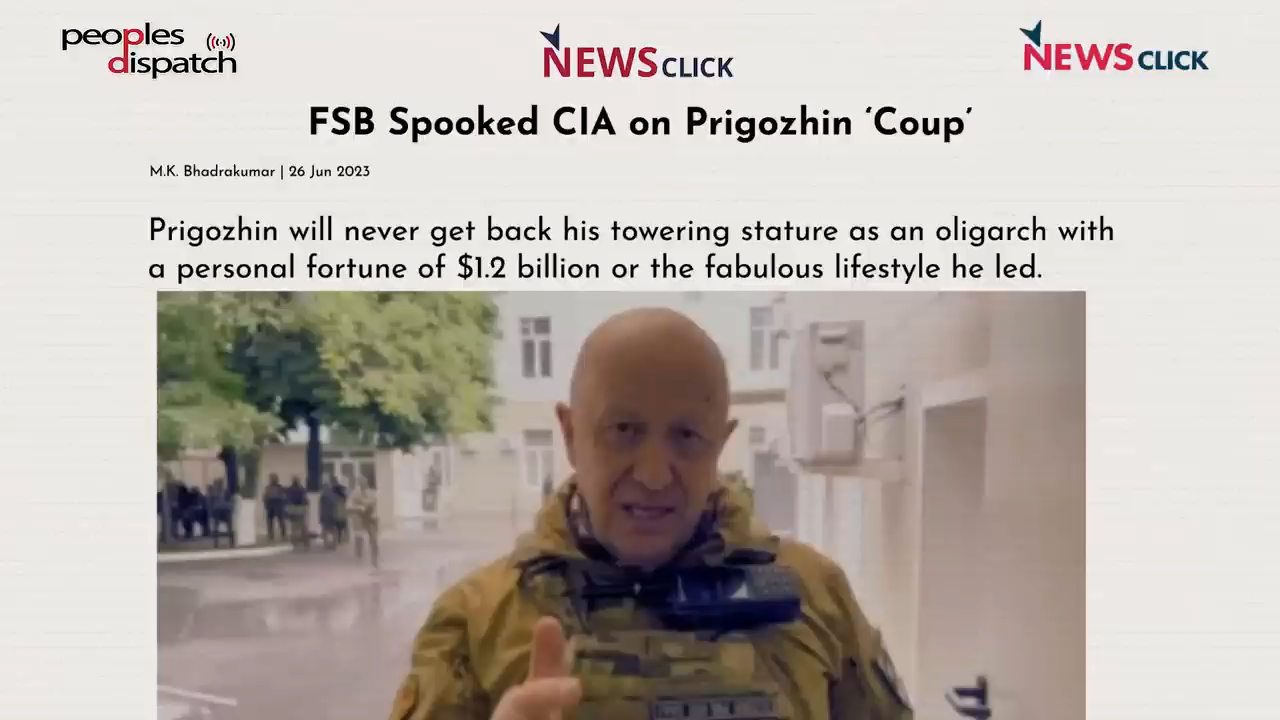 peoples
dispatch
NEWSCLICK
NEWSCLICK
FSB Spooked CIA on Prigozhin ‘Coup’
M.K. Bhadrakumar | 26 Jun 2023
Prigozhin will never get back his towering stature as an oligarch with
a personal fortune of $1.2 billion or the fabulous lifestyle he led.